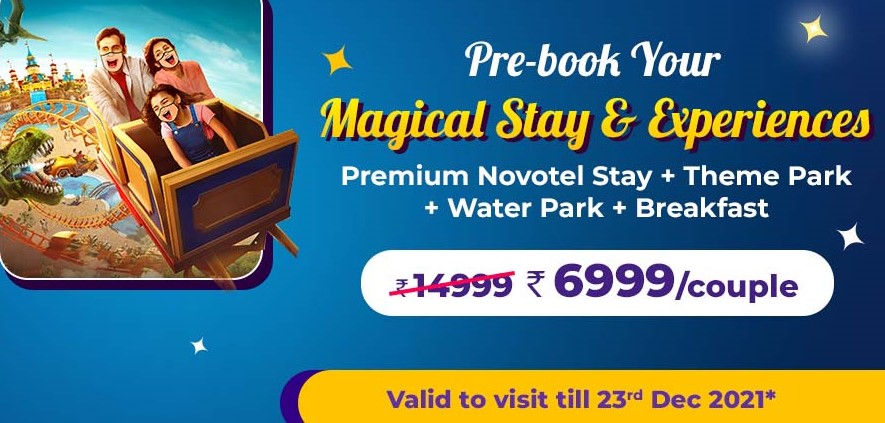 Pre-book Your
Magical Stay & Experiences
Premium Novotel Stay + Theme Park
+ Water Park + Breakfast
₹14999 ₹6999/couple
Valid to visit till 23rd Dec 2021*